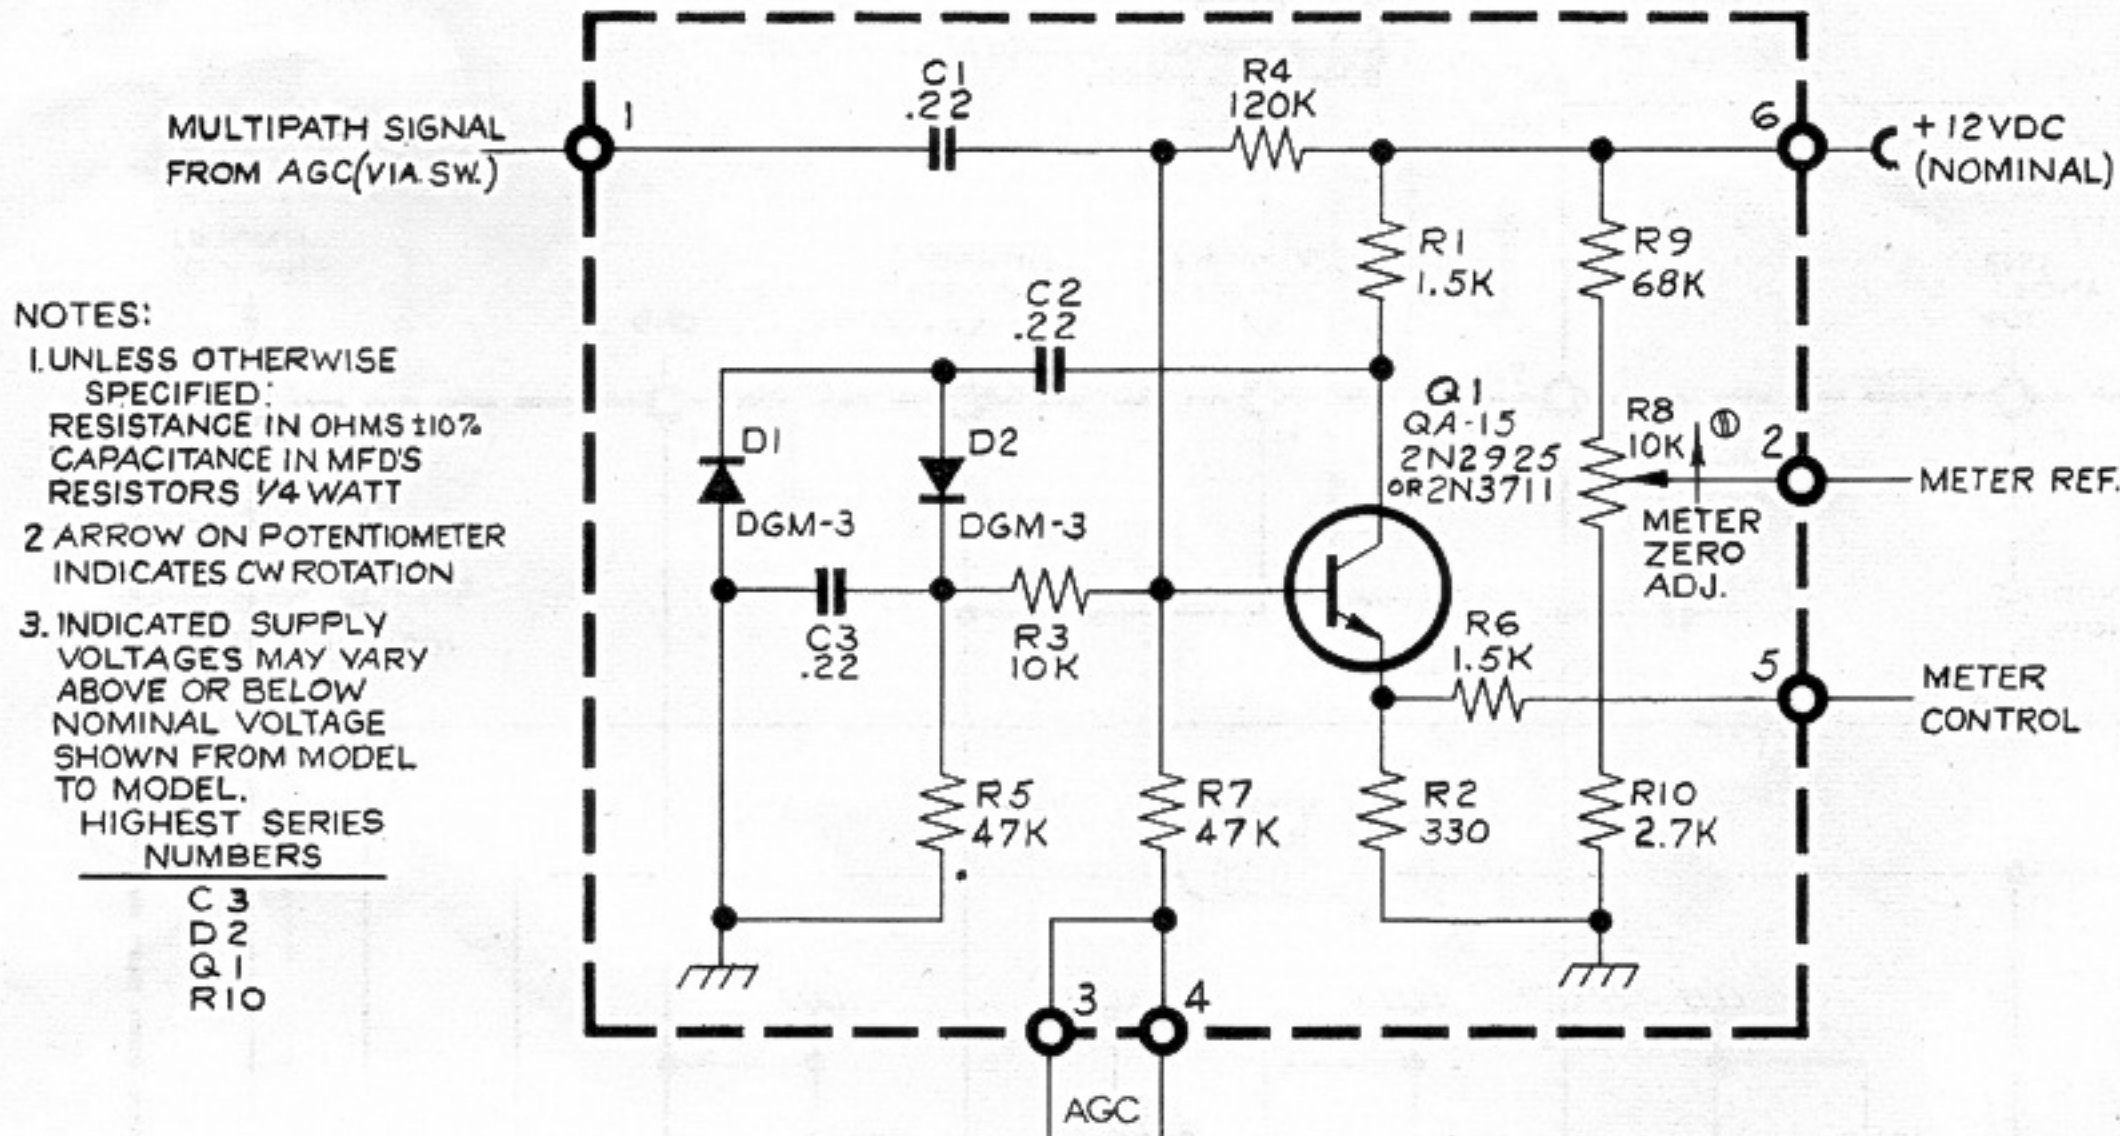 C1
.22
R4
120K
1
6
MULTIPATH SIGNAL
FROM AGC(VIA SW.)
+12VDC
(NOMINAL)
R1
1.5K
R9
68K
C2
.22
NOTES:
1. UNLESS OTHERWISE
SPECIFIED:
RESISTANCE IN OHMS ±10%
CAPACITANCE IN MFD'S
RESISTORS 1/4 WATT
2 ARROW ON POTENTIOMETER
INDICATES CW ROTATION
3. INDICATED SUPPLY
VOLTAGES MAY VARY
ABOVE OR BELOW
NOMINAL VOLTAGE
SHOWN FROM MODEL
TO MODEL.
HIGHEST SERIES
NUMBERS
C 3
D 2
Q 1
R10
D1
DGM-3
D2
DGM-3
Q1
QA-15
2N2925
OR 2N3711
R8
10K
2
METER REF.
METER
ZERO
ADJ.
C3
.22
R3
10K
R6
1.5K
5
METER
CONTROL
R5
47K
R7
47K
R2
330
R10
2.7K
3
4
AGC